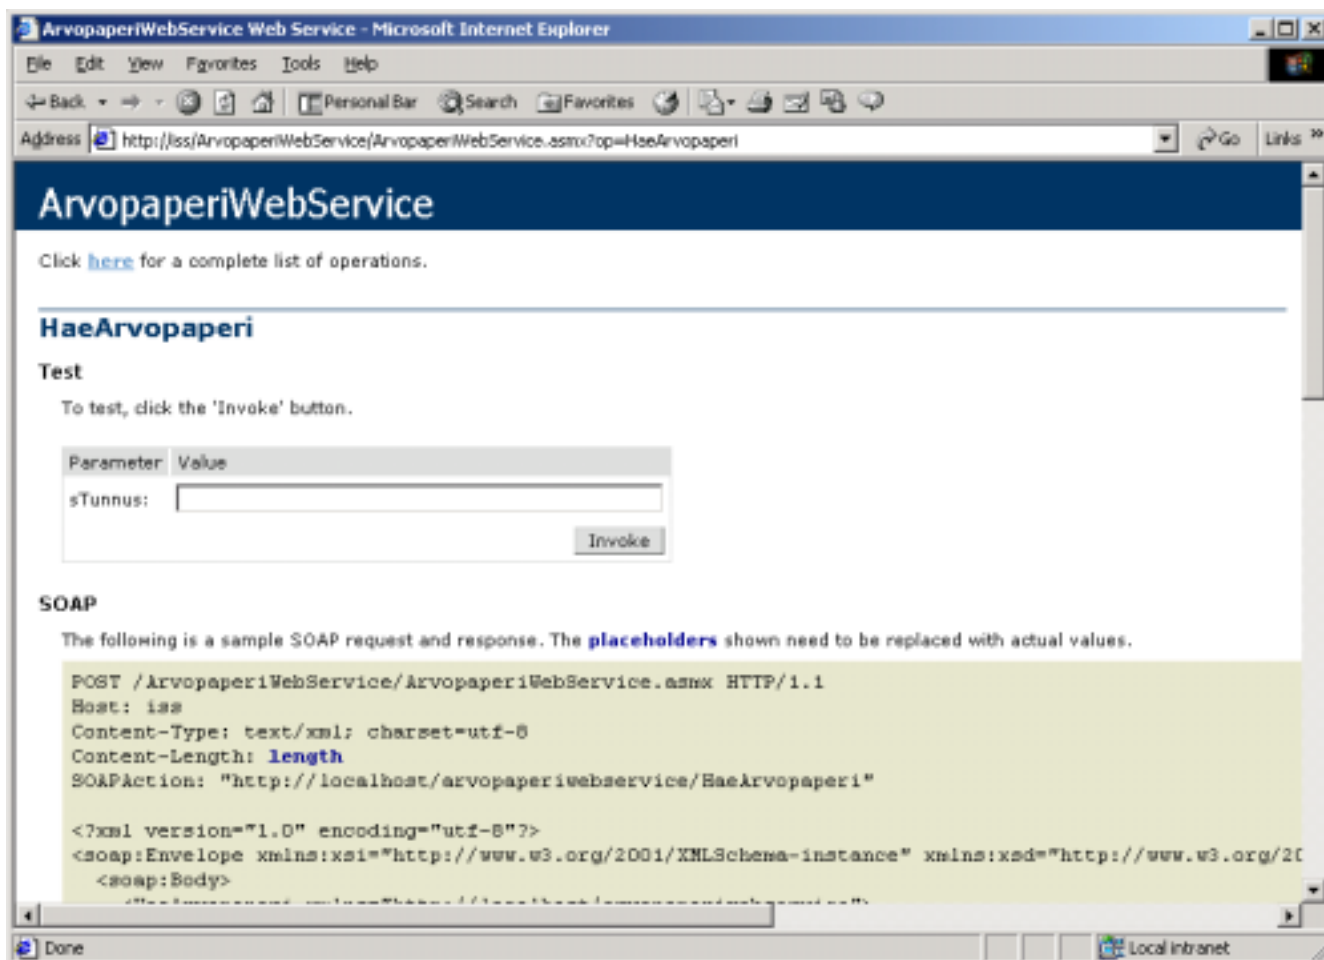 ArvopaperiWebService Web Service - Microsoft Internet Explorer
File Edit View Favorites Tools Help
Back Personal Bar Search Favorites
Address http://iss/ArvopaperiWebService/ArvopaperiWebService.asmx?op=HaeArvopaperi Go Links »
ArvopaperiWebService
Click here for a complete list of operations.
HaeArvopaperi
Test
To test, click the 'Invoke' button.
Parameter Value
sTunnus:
Invoke
SOAP
The following is a sample SOAP request and response. The placeholders shown need to be replaced with actual values.
POST /ArvopaperiWebService/ArvopaperiWebService.asmx HTTP/1.1
Host: iss
Content-Type: text/xml; charset=utf-8
Content-Length: length
SOAPAction: "http://localhost/arvopaperiwebservice/HaeArvopaperi"
<?xml version="1.0" encoding="utf-8"?>
<soap:Envelope xmlns:xsi="http://www.w3.org/2001/XMLSchema-instance" xmlns:xsd="http://www.w3.org/20
<soap:Body>
Done Local intranet